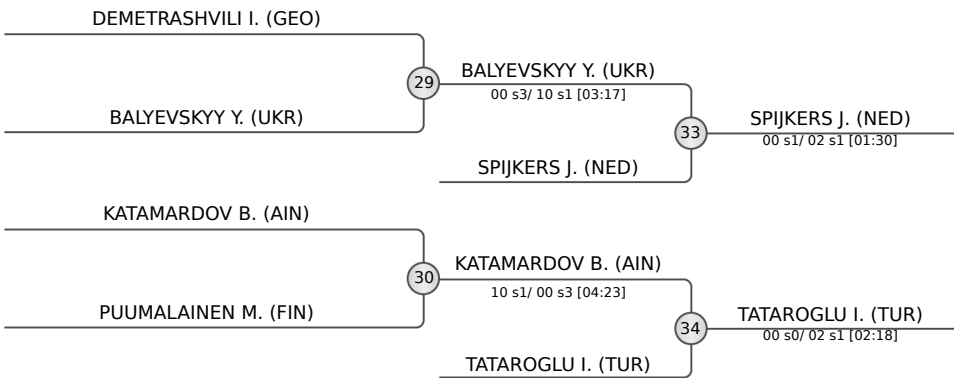 DEMETRASHVILI I. (GEO)
29
BALYEVSKYY Y. (UKR)
00 s3/ 10 s1 [03:17]
BALYEVSKYY Y. (UKR)
33
SPIJKERS J. (NED)
00 s1/ 02 s1 [01:30]
SPIJKERS J. (NED)
KATAMARDOV B. (AIN)
30
KATAMARDOV B. (AIN)
10 s1/ 00 s3 [04:23]
PUUMALAINEN M. (FIN)
34
TATAROGLU I. (TUR)
00 s0/ 02 s1 [02:18]
TATAROGLU I. (TUR)